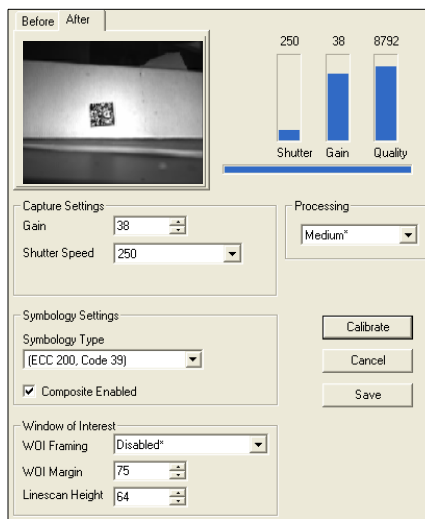 Before After
250 38 8792
Shutter Gain Quality
Capture Settings
Gain 38
Shutter Speed 250
Processing
Medium*
Symbology Settings
Symbology Type
(ECC 200, Code 39)
Composite Enabled
Calibrate
Cancel
Save
Window of Interest
WOI Framing Disabled*
WOI Margin 75
Linescan Height 64